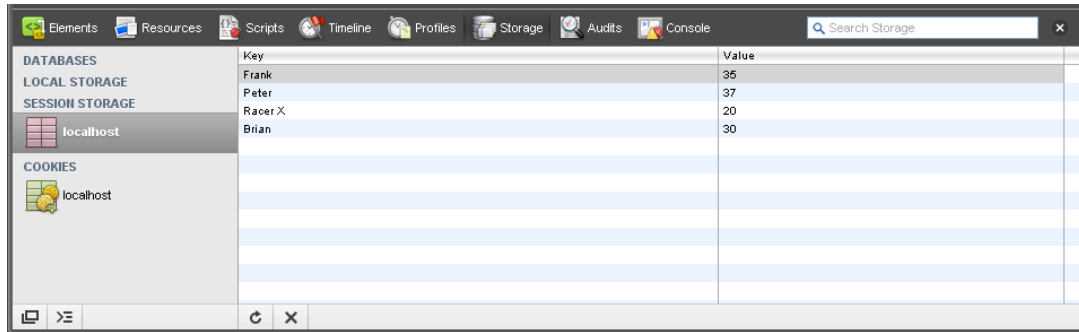 Elements Resources Scripts Timeline Profiles Storage Audits Console Search Storage
DATABASES
LOCAL STORAGE
SESSION STORAGE
localhost
COOKIES
localhost
Key Value
Frank 35
Peter 37
Racer X 20
Brian 30